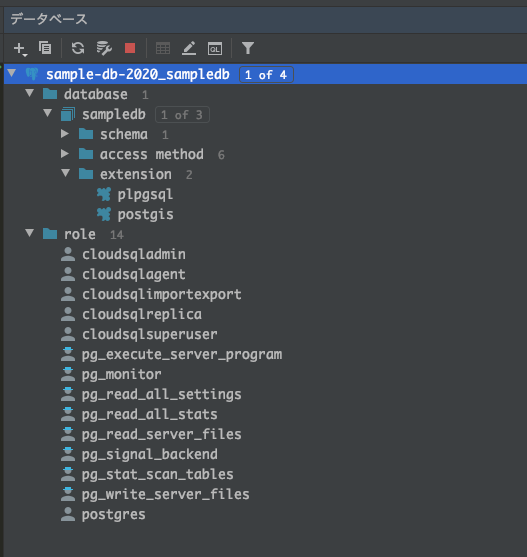 データベース
QL
sample-db-2020_sampledb 1 of 4
database 1
sampledb 1 of 3
schema 1
access method 6
extension 2
plpgsql
postgis
role 14
cloudsqladmin
cloudsqlagent
cloudsqlimportexport
cloudsqlreplica
cloudsqlsuperuser
pg_execute_server_program
pg_monitor
pg_read_all_settings
pg_read_all_stats
pg_read_server_files
pg_signal_backend
pg_stat_scan_tables
pg_write_server_files
postgres